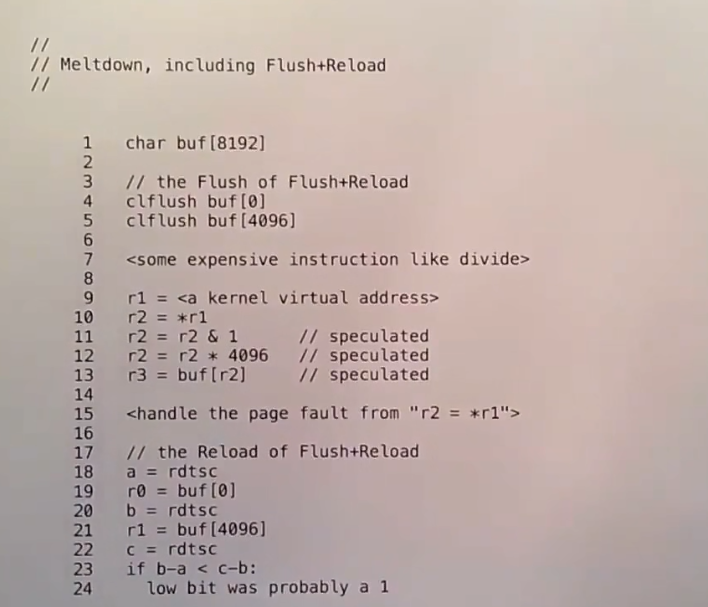 //
// Meltdown, including Flush+Reload
//
1 char buf[8192]
2
3 // the Flush of Flush+Reload
4 clflush buf[0]
5 clflush buf[4096]
6
7 <some expensive instruction like divide>
8
9 r1 = <a kernel virtual address>
10 r2 = *r1
11 r2 = r2 & 1 // speculated
12 r2 = r2 * 4096 // speculated
13 r3 = buf[r2] // speculated
14
15 <handle the page fault from "r2 = *r1">
16
17 // the Reload of Flush+Reload
18 a = rdtsc
19 r0 = buf[0]
20 b = rdtsc
21 r1 = buf[4096]
22 c = rdtsc
23 if b-a < c-b:
24 low bit was probably a 1